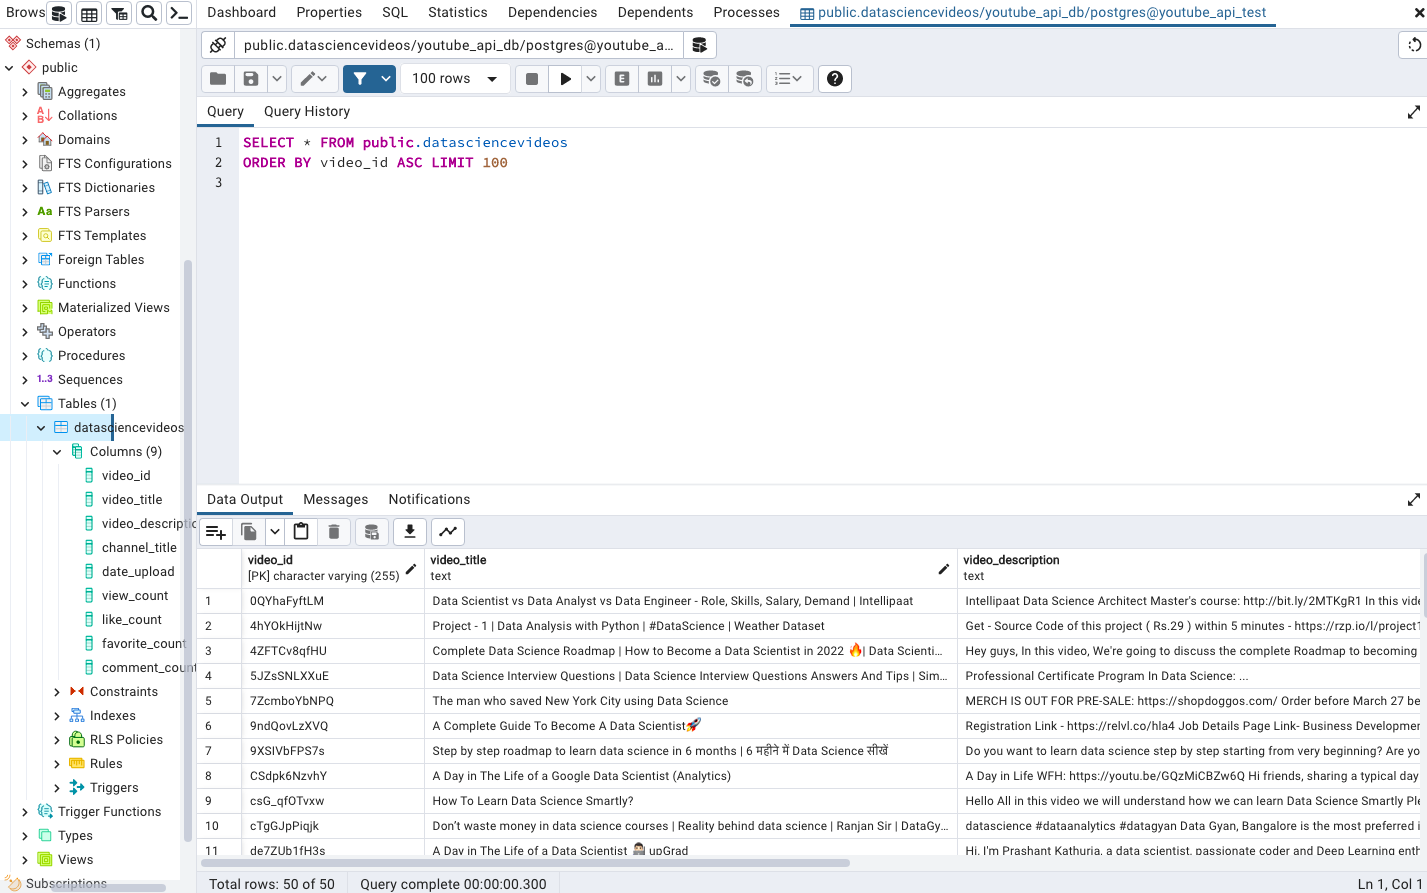 Brows
Dashboard Properties SQL Statistics Dependencies Dependents Processes public.datasciencevideos/youtube_api_db/postgres@youtube_api_test
Schemas (1)
public
Aggregates
Collations
Domains
FTS Configurations
FTS Dictionaries
Aa FTS Parsers
FTS Templates
Foreign Tables
Functions
Materialized Views
Operators
Procedures
1..3 Sequences
Tables (1)
datasciencevideos
Columns (9)
video_id
video_title
video_descriptio
channel_title
date_upload
view_count
like_count
favorite_count
comment_count
Constraints
Indexes
RLS Policies
Rules
Triggers
Trigger Functions
Types
Views
Subscriptions
public.datasciencevideos/youtube_api_db/postgres@youtube_a...
100 rows
E
Query Query History
1 SELECT * FROM public.datasciencevideos
2 ORDER BY video_id ASC LIMIT 100
3
Data Output Messages Notifications
video_id video_title video_description
[PK] character varying (255) text text
1 0QYhaFyftLM Data Scientist vs Data Analyst vs Data Engineer - Role, Skills, Salary, Demand | Intellipaat Intellipaat Data Science Architect Master's course: http://bit.ly/2MTKgR1 In this vide
2 4hYOkHijtNw Project - 1 | Data Analysis with Python | #DataScience | Weather Dataset Get - Source Code of this project ( Rs.29 ) within 5 minutes - https://rzp.io/l/project1
3 4ZFTCv8qfHU Complete Data Science Roadmap | How to Become a Data Scientist in 2022 🔥| Data Scienti... Hey guys, In this video, We're going to discuss the complete Roadmap to becoming
4 5JZsSNLXXuE Data Science Interview Questions | Data Science Interview Questions Answers And Tips | Sim... Professional Certificate Program In Data Science: ...
5 7ZcmboYbNPQ The man who saved New York City using Data Science MERCH IS OUT FOR PRE-SALE: https://shopdoggos.com/ Order before March 27 be
6 9ndQovLzXVQ A Complete Guide To Become A Data Scientist🚀 Registration Link - https://relvl.co/hla4 Job Details Page Link- Business Developmen
7 9XSIVbFPS7s Step by step roadmap to learn data science in 6 months | 6 महीने में Data Science सीखें Do you want to learn data science step by step starting from very beginning? Are yo
8 CSdpk6NzvhY A Day in The Life of a Google Data Scientist (Analytics) A Day in Life WFH: https://youtu.be/GQzMiCBZw6Q Hi friends, sharing a typical day
9 csG_qfOTvxw How To Learn Data Science Smartly? Hello All in this video we will understand how we can learn Data Science Smartly Ple
10 cTgGJpPiqjk Don't waste money in data science courses | Reality behind data science | Ranjan Sir | DataGy... datascience #dataanalytics #datagyan Data Gyan, Bangalore is the most preferred i
11 de7ZUb1fH3s A Day in The Life of a Data Scientist 👨🏻‍💻 upGrad Hi, I'm Prashant Kathuria, a data scientist, passionate coder and Deep Learning enth
Total rows: 50 of 50 Query complete 00:00:00.300 Ln 1, Col 1